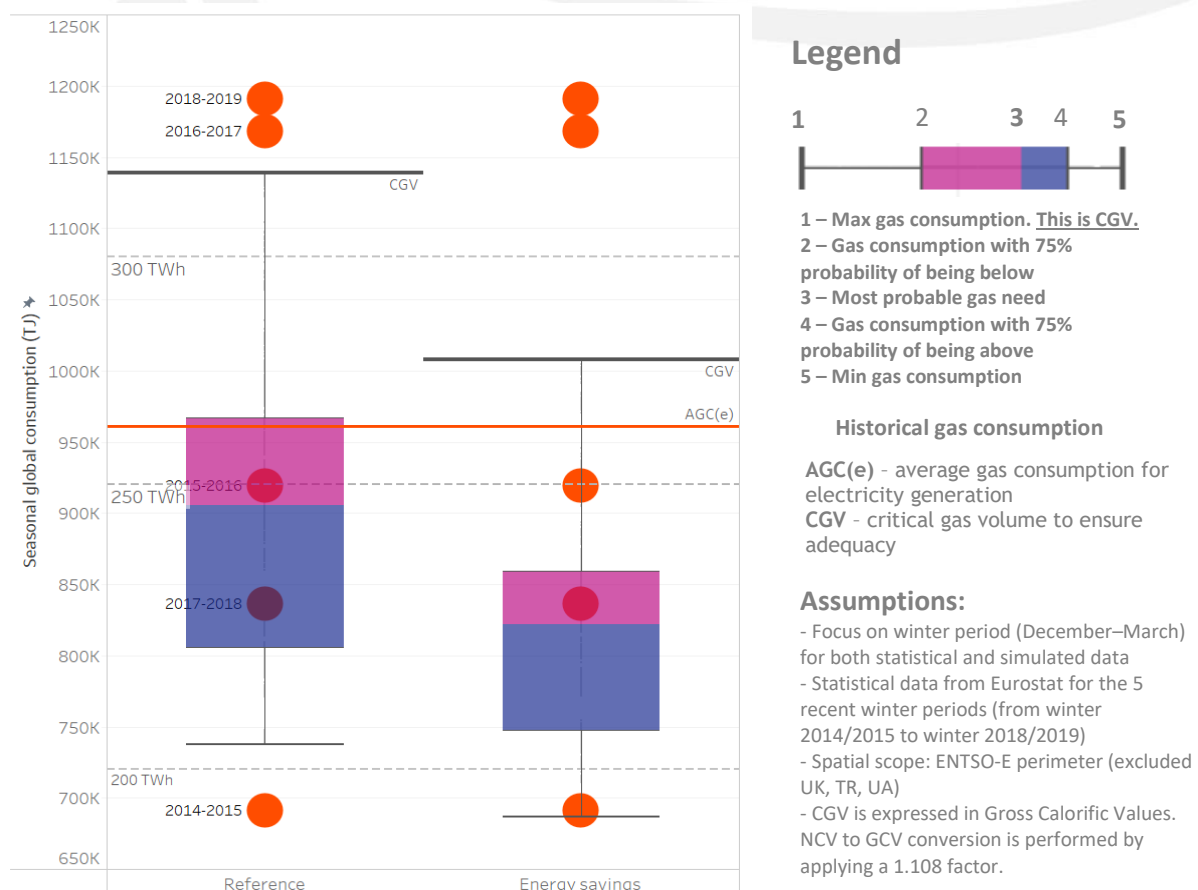 1250K
1200K
1150K
1100K
1050K
1000K
950K
900K
850K
800K
750K
700K
650K
Seasonal global consumption (TJ)
2018-2019
2016-2017
CGV
300 TWh
CGV
AGC(e)
2015-2016
250 TWh
2017-2018
200 TWh
2014-2015
Reference
Energy savings
Legend
1 2 3 4 5
1 – Max gas consumption. This is CGV.
2 – Gas consumption with 75%
probability of being below
3 – Most probable gas need
4 – Gas consumption with 75%
probability of being above
5 – Min gas consumption
Historical gas consumption
AGC(e) - average gas consumption for
electricity generation
CGV - critical gas volume to ensure
adequacy
Assumptions:
- Focus on winter period (December–March)
for both statistical and simulated data
- Statistical data from Eurostat for the 5
recent winter periods (from winter
2014/2015 to winter 2018/2019)
- Spatial scope: ENTSO-E perimeter (excluded
UK, TR, UA)
- CGV is expressed in Gross Calorific Values.
NCV to GCV conversion is performed by
applying a 1.108 factor.